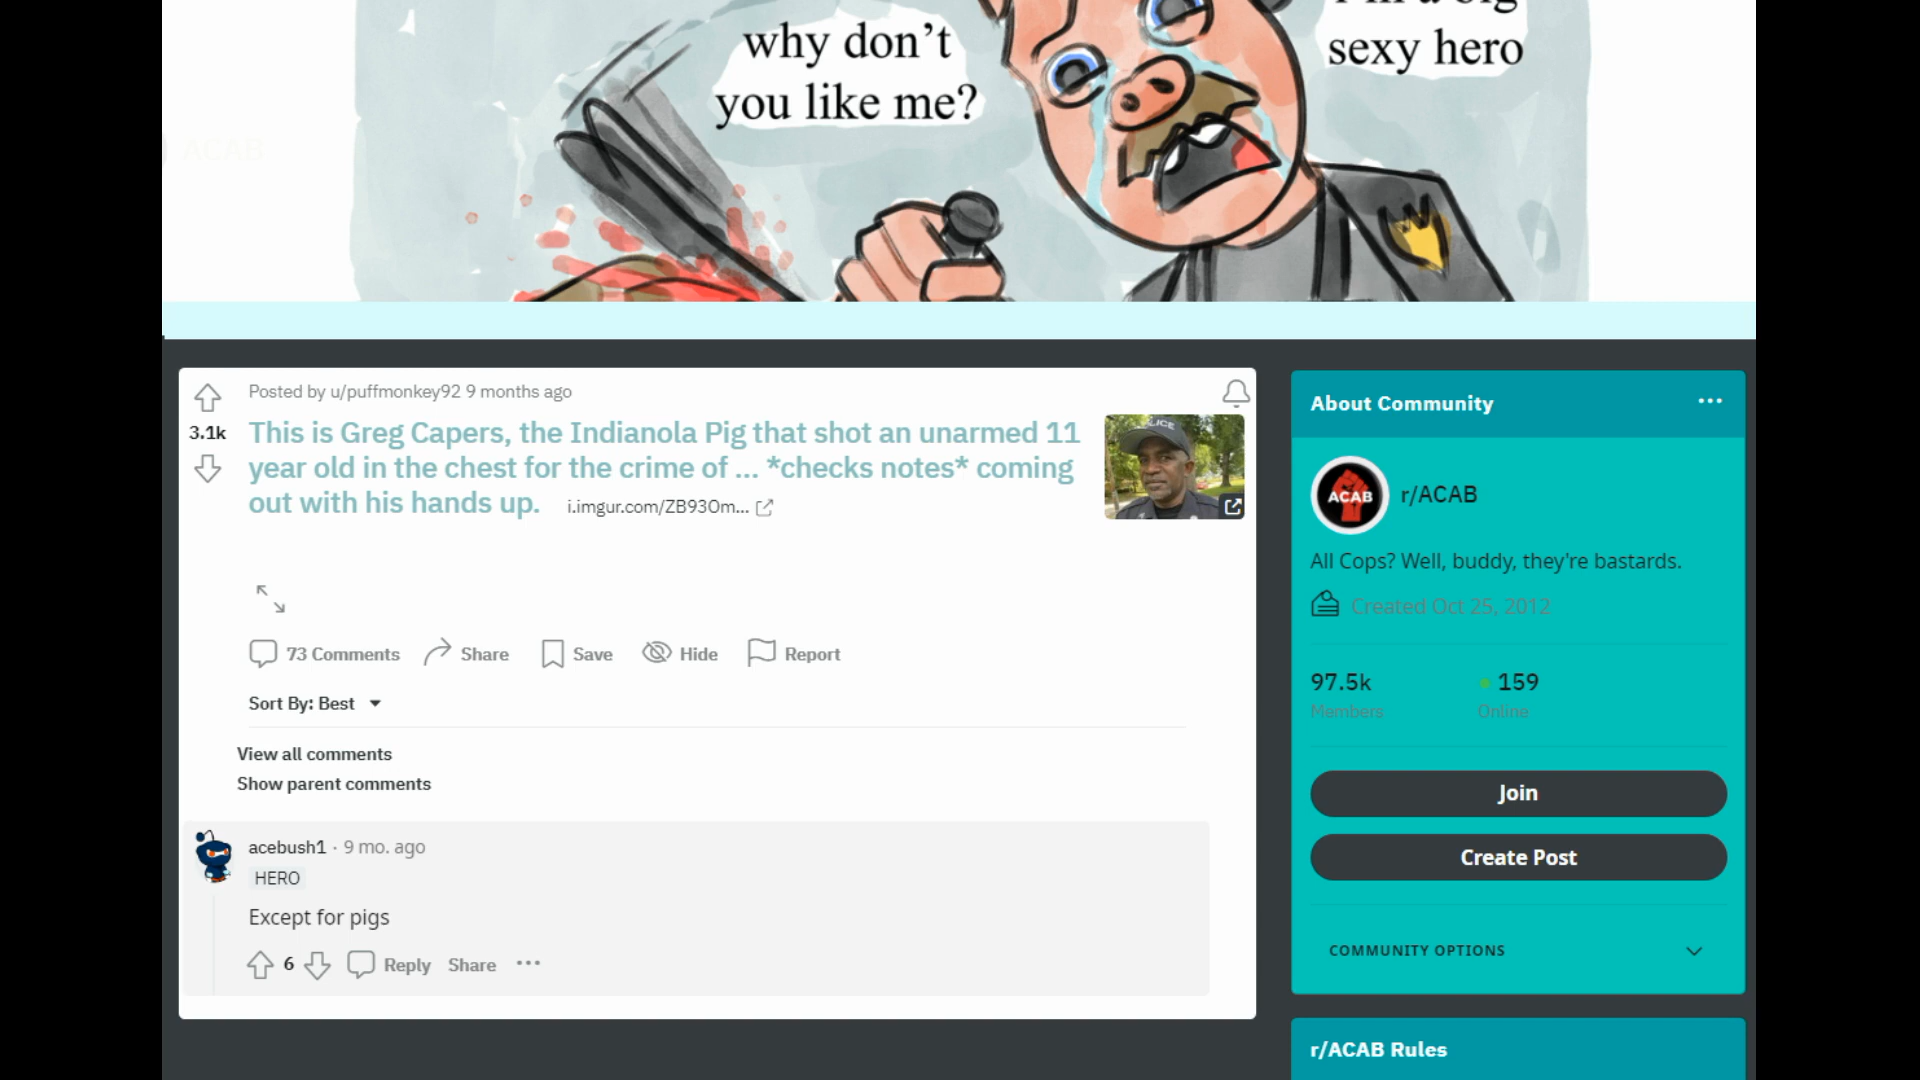 why don't
you like me?
sexy hero
ACAB
Posted by u/puffmonkey92 9 months ago
3.1k
This is Greg Capers, the Indianola Pig that shot an unarmed 11
year old in the chest for the crime of ... *checks notes* coming
out with his hands up. i.imgur.com/ZB93Om...
73 Comments Share Save Hide Report
Sort By: Best
View all comments
Show parent comments
acebush1 · 9 mo. ago
HERO
Except for pigs
6 Reply Share ...
About Community
...
ACAB r/ACAB
All Cops? Well, buddy, they're bastards.
Created Oct 25, 2012
97.5k 159
Members Online
Join
Create Post
COMMUNITY OPTIONS
r/ACAB Rules